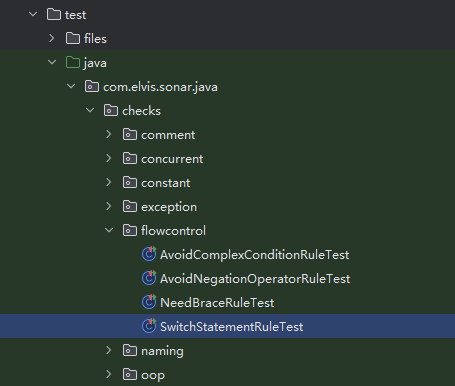 test
files
java
com.elvis.sonar.java
checks
comment
concurrent
constant
exception
flowcontrol
AvoidComplexConditionRuleTest
AvoidNegationOperatorRuleTest
NeedBraceRuleTest
SwitchStatementRuleTest
naming
oop